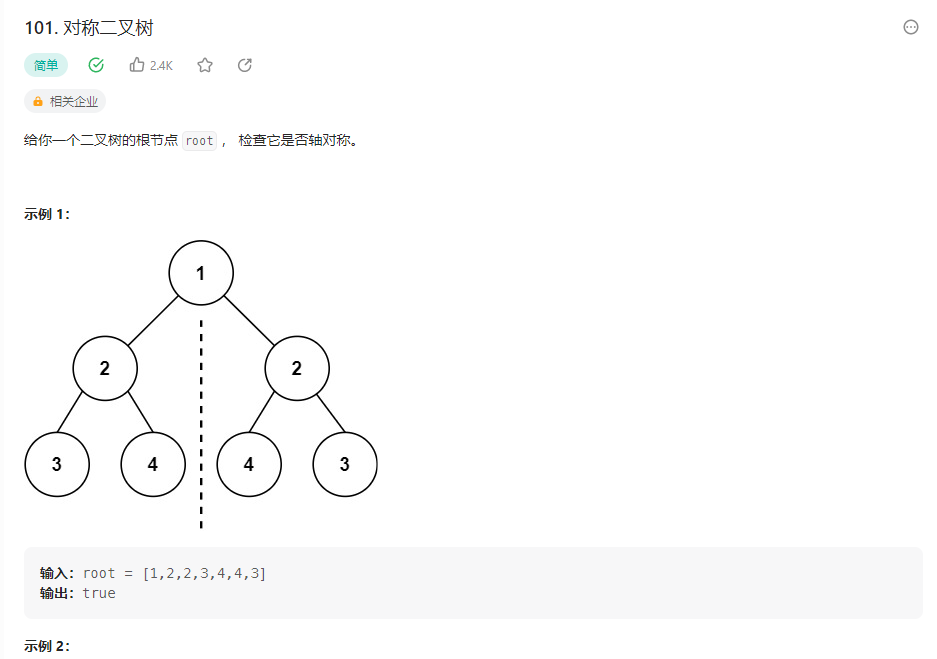 101. 对称二叉树
简单 2.4K
相关企业
给你一个二叉树的根节点 root ， 检查它是否轴对称。
示例 1：
1
2 2
3 4 4 3
输入：root = [1,2,2,3,4,4,3]
输出：true
示例 2：